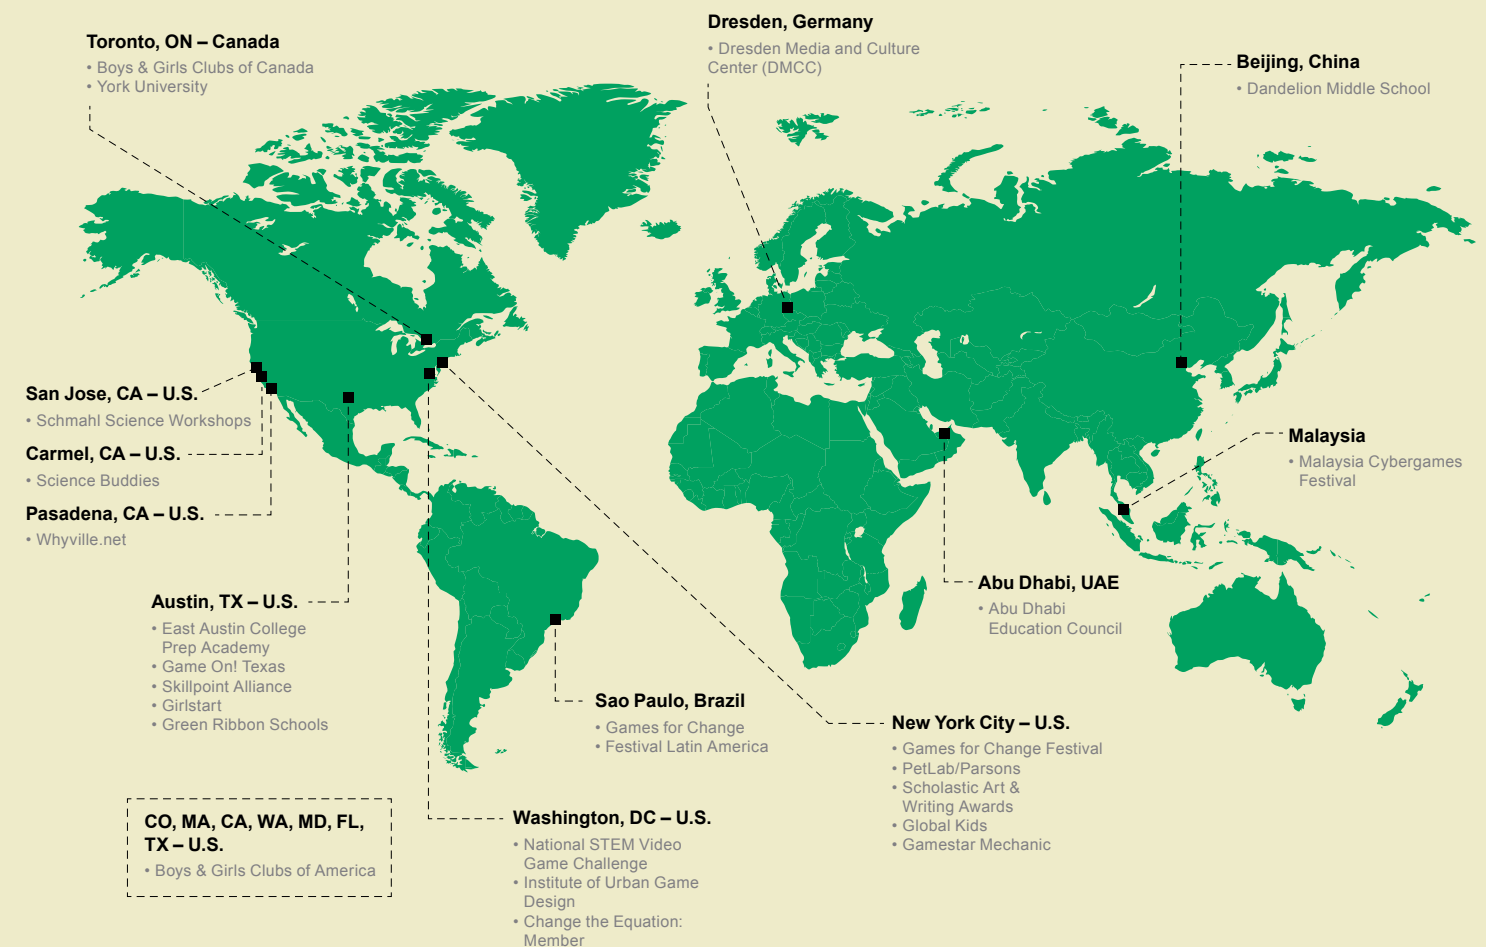 Toronto, ON – Canada
• Boys & Girls Clubs of Canada
• York University
Dresden, Germany
• Dresden Media and Culture
Center (DMCC)
Beijing, China
• Dandelion Middle School
San Jose, CA – U.S.
• Schmahl Science Workshops
Carmel, CA – U.S.
• Science Buddies
Pasadena, CA – U.S.
• Whyville.net
Malaysia
• Malaysia Cybergames
Festival
Austin, TX – U.S.
• East Austin College
Prep Academy
• Game On! Texas
• Skillpoint Alliance
• Girlstart
• Green Ribbon Schools
Abu Dhabi, UAE
• Abu Dhabi
Education Council
Sao Paulo, Brazil
• Games for Change
• Festival Latin America
New York City – U.S.
• Games for Change Festival
• PetLab/Parsons
• Scholastic Art &
Writing Awards
• Global Kids
• Gamestar Mechanic
CO, MA, CA, WA, MD, FL,
TX – U.S.
• Boys & Girls Clubs of America
Washington, DC – U.S.
• National STEM Video
Game Challenge
• Institute of Urban Game
Design
• Change the Equation:
Member